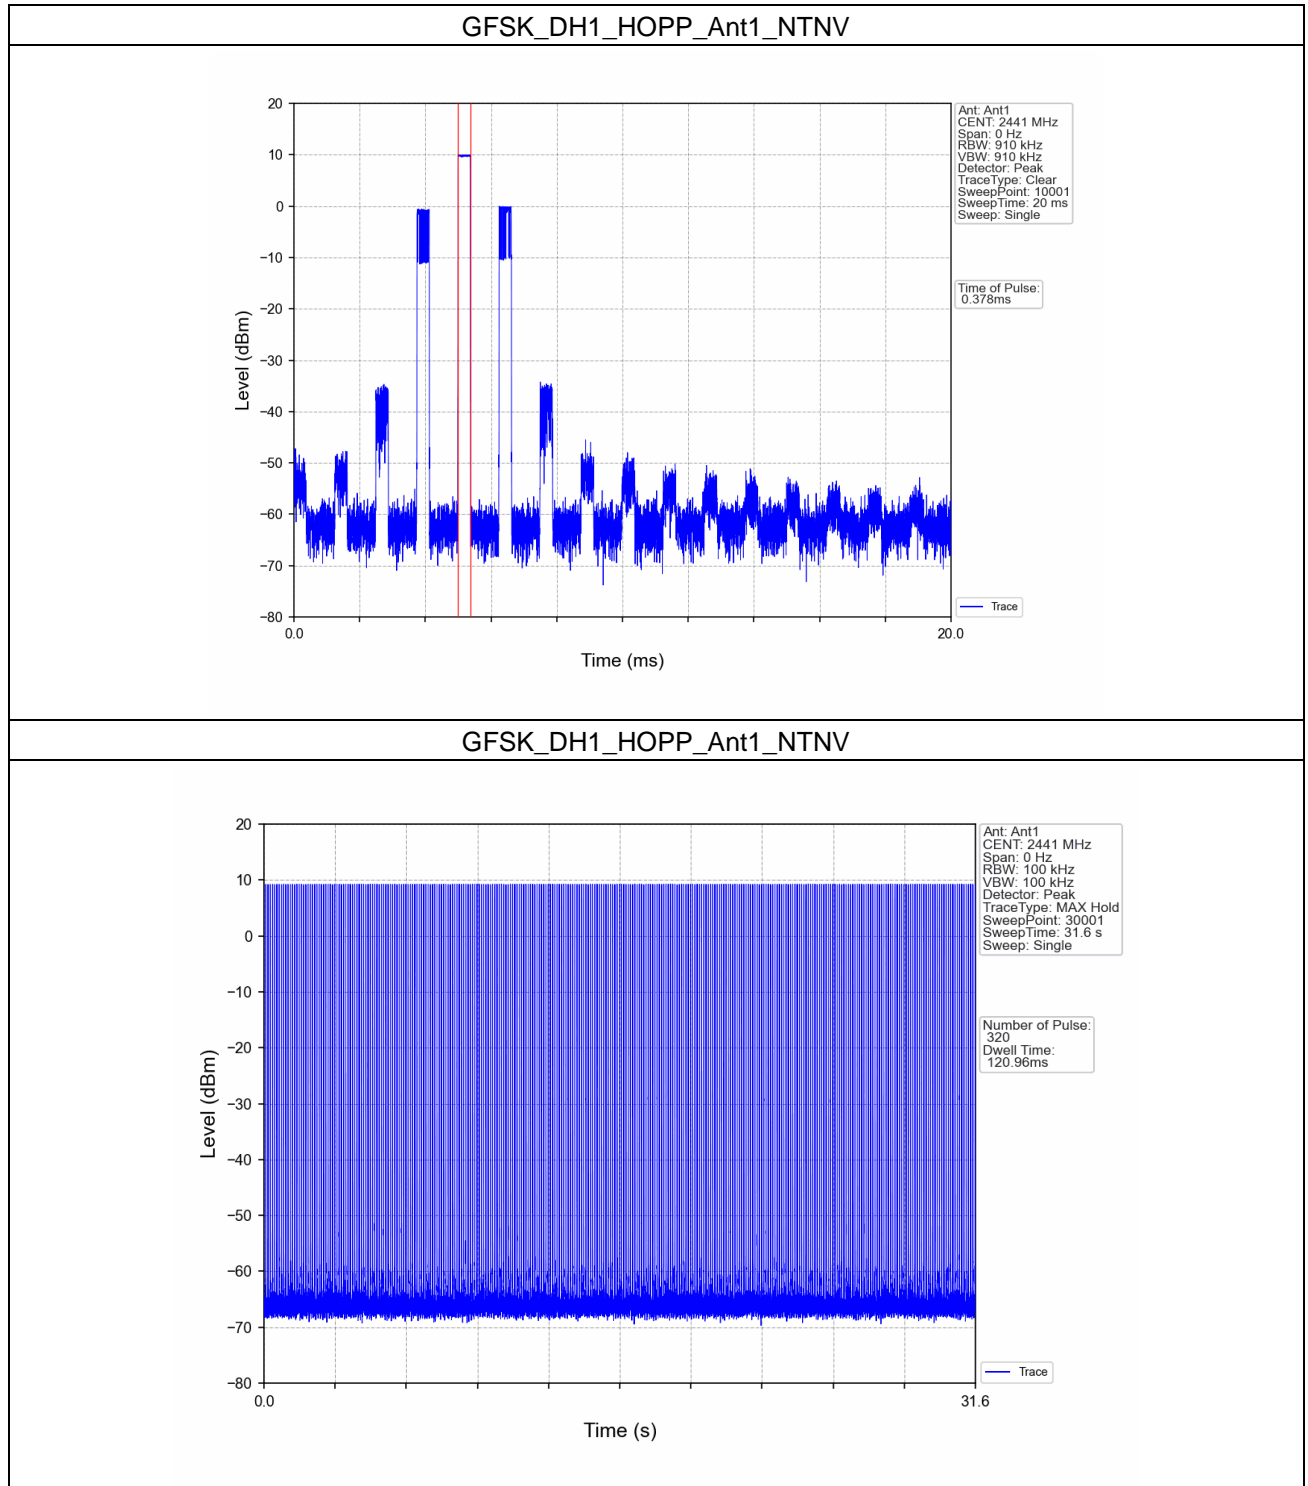 GFSK_DH1_HOPP_Ant1_NTNV
20
10
0
−10
−20
−30
−40
−50
−60
−70
−80
Level (dBm)
0.0
20.0
Time (ms)
Ant: Ant1
CENT: 2441 MHz
Span: 0 Hz
RBW: 910 kHz
VBW: 910 kHz
Detector: Peak
TraceType: Clear
SweepPoint: 10001
SweepTime: 20 ms
Sweep: Single
Time of Pulse:
0.378ms
Trace
GFSK_DH1_HOPP_Ant1_NTNV
20
10
0
−10
−20
−30
−40
−50
−60
−70
−80
Level (dBm)
0.0
31.6
Time (s)
Ant: Ant1
CENT: 2441 MHz
Span: 0 Hz
RBW: 100 kHz
VBW: 100 kHz
Detector: Peak
TraceType: MAX Hold
SweepPoint: 30001
SweepTime: 31.6 s
Sweep: Single
Number of Pulse:
320
Dwell Time:
120.96ms
Trace